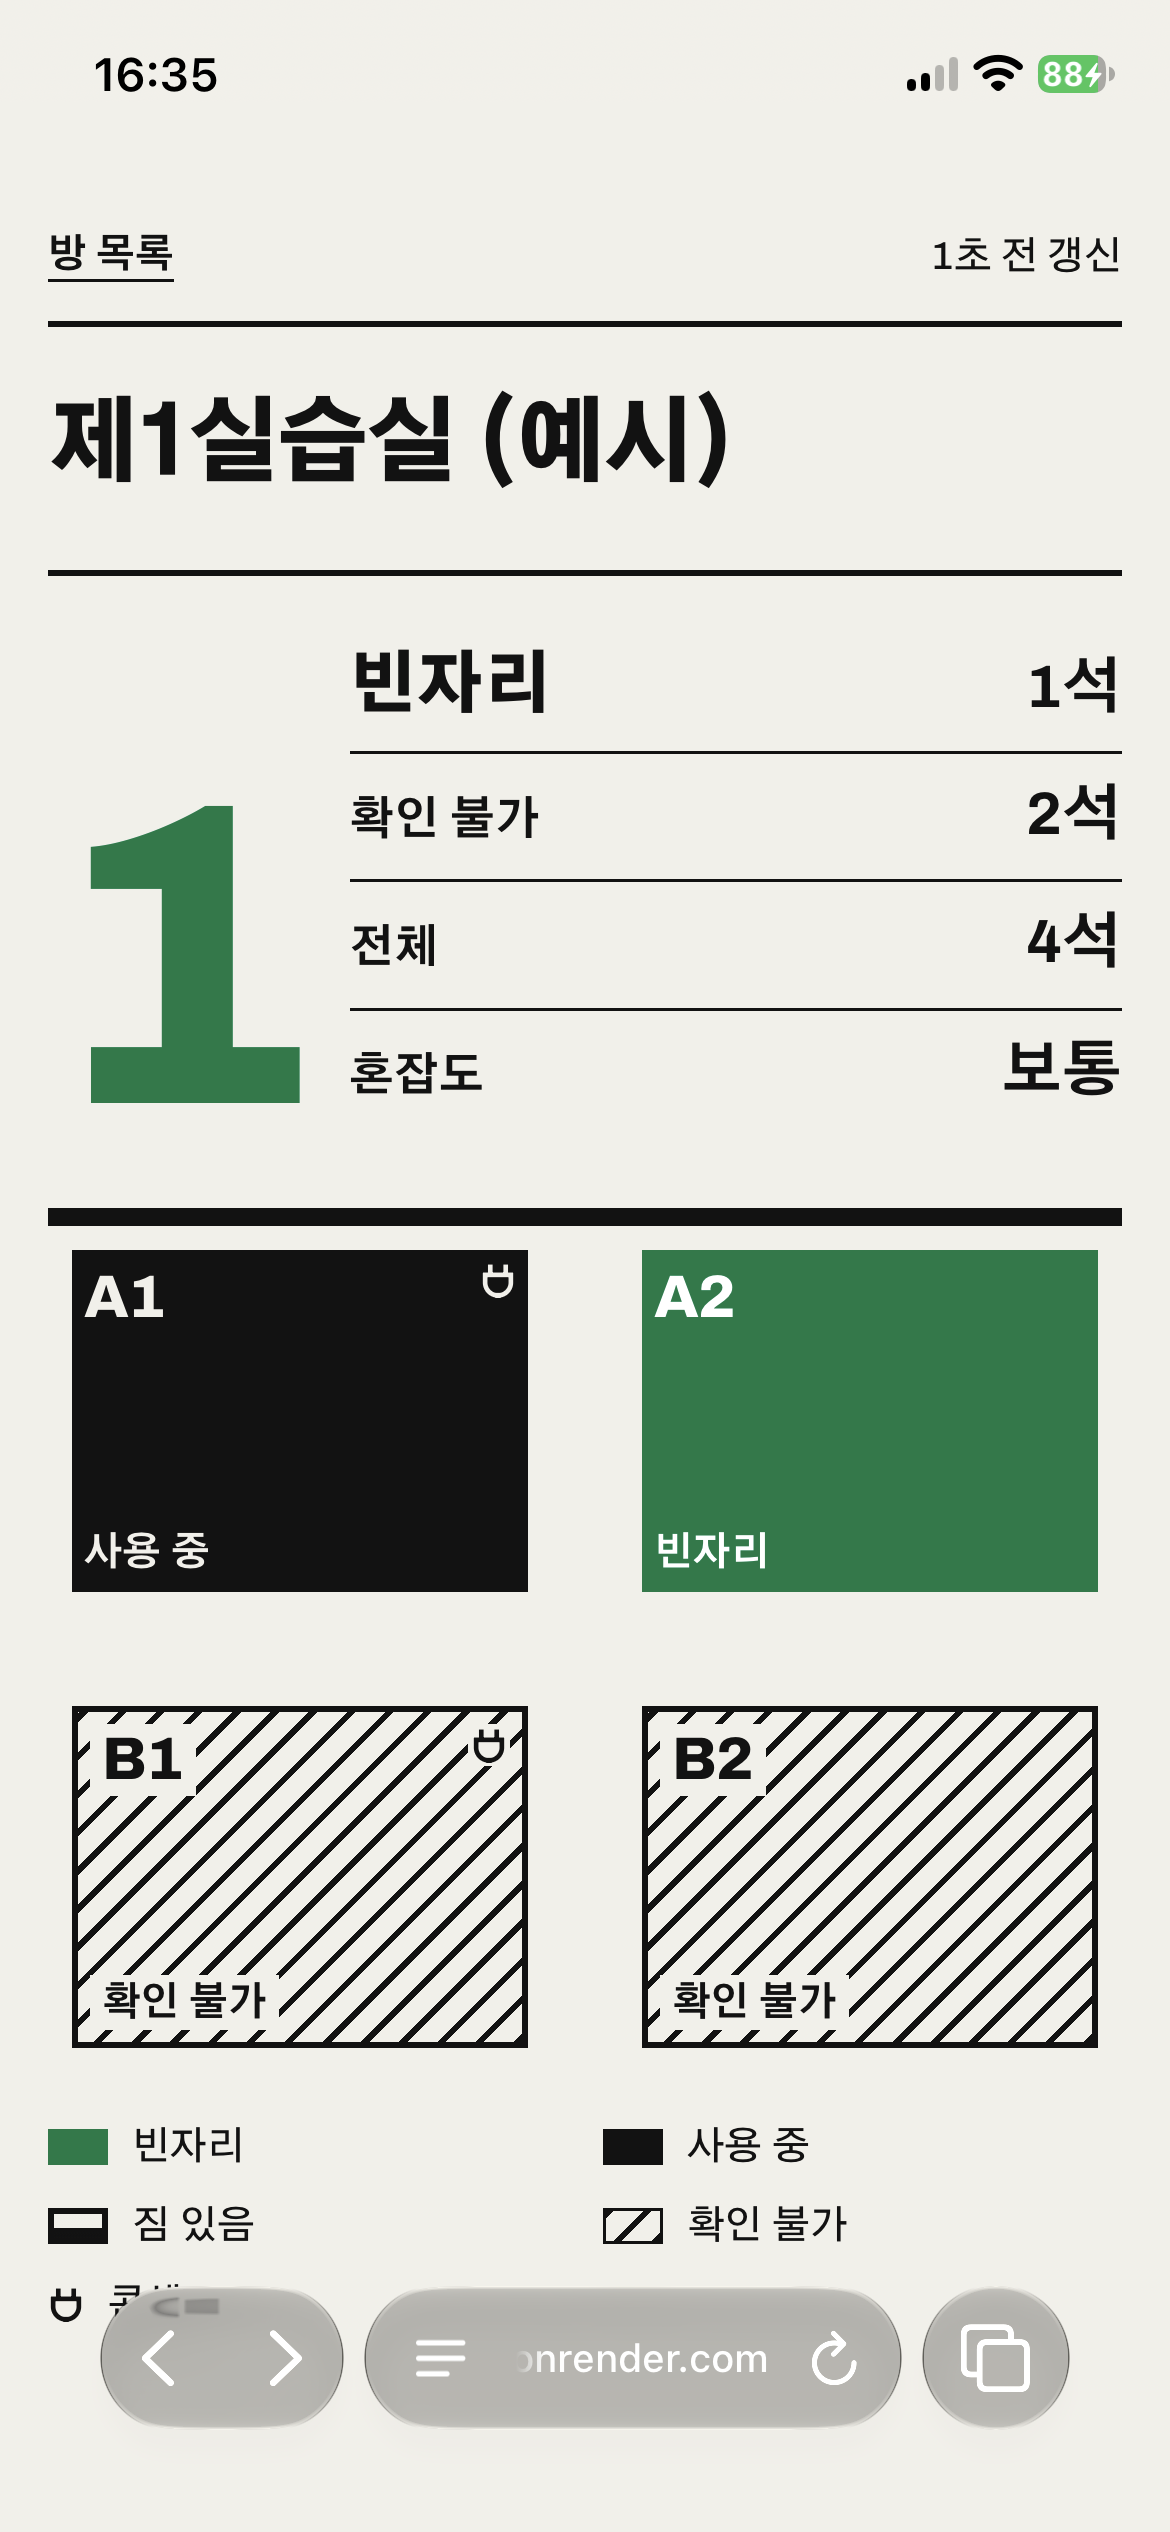 16:35
88
방 목록
1초 전 갱신
제1실습실 (예시)
1
빈자리 1석
확인 불가 2석
전체 4석
혼잡도 보통
A1
A2
사용 중
빈자리
B1
B2
확인 불가
확인 불가
빈자리
사용 중
짐 있음
확인 불가
onrender.com